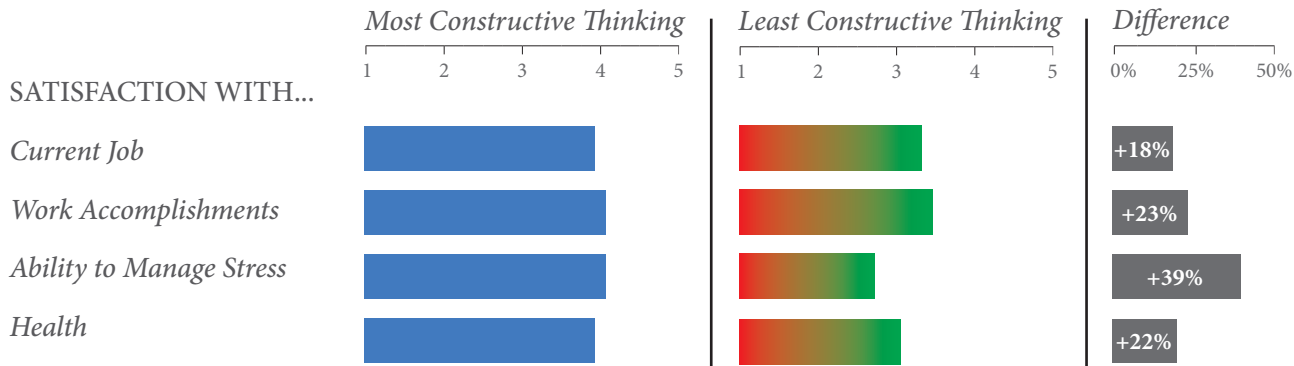 Most Constructive Thinking Least Constructive Thinking Difference
1 2 3 4 5 1 2 3 4 5 0% 25% 50%
SATISFACTION WITH...
Current Job +18%
Work Accomplishments +23%
Ability to Manage Stress +39%
Health +22%